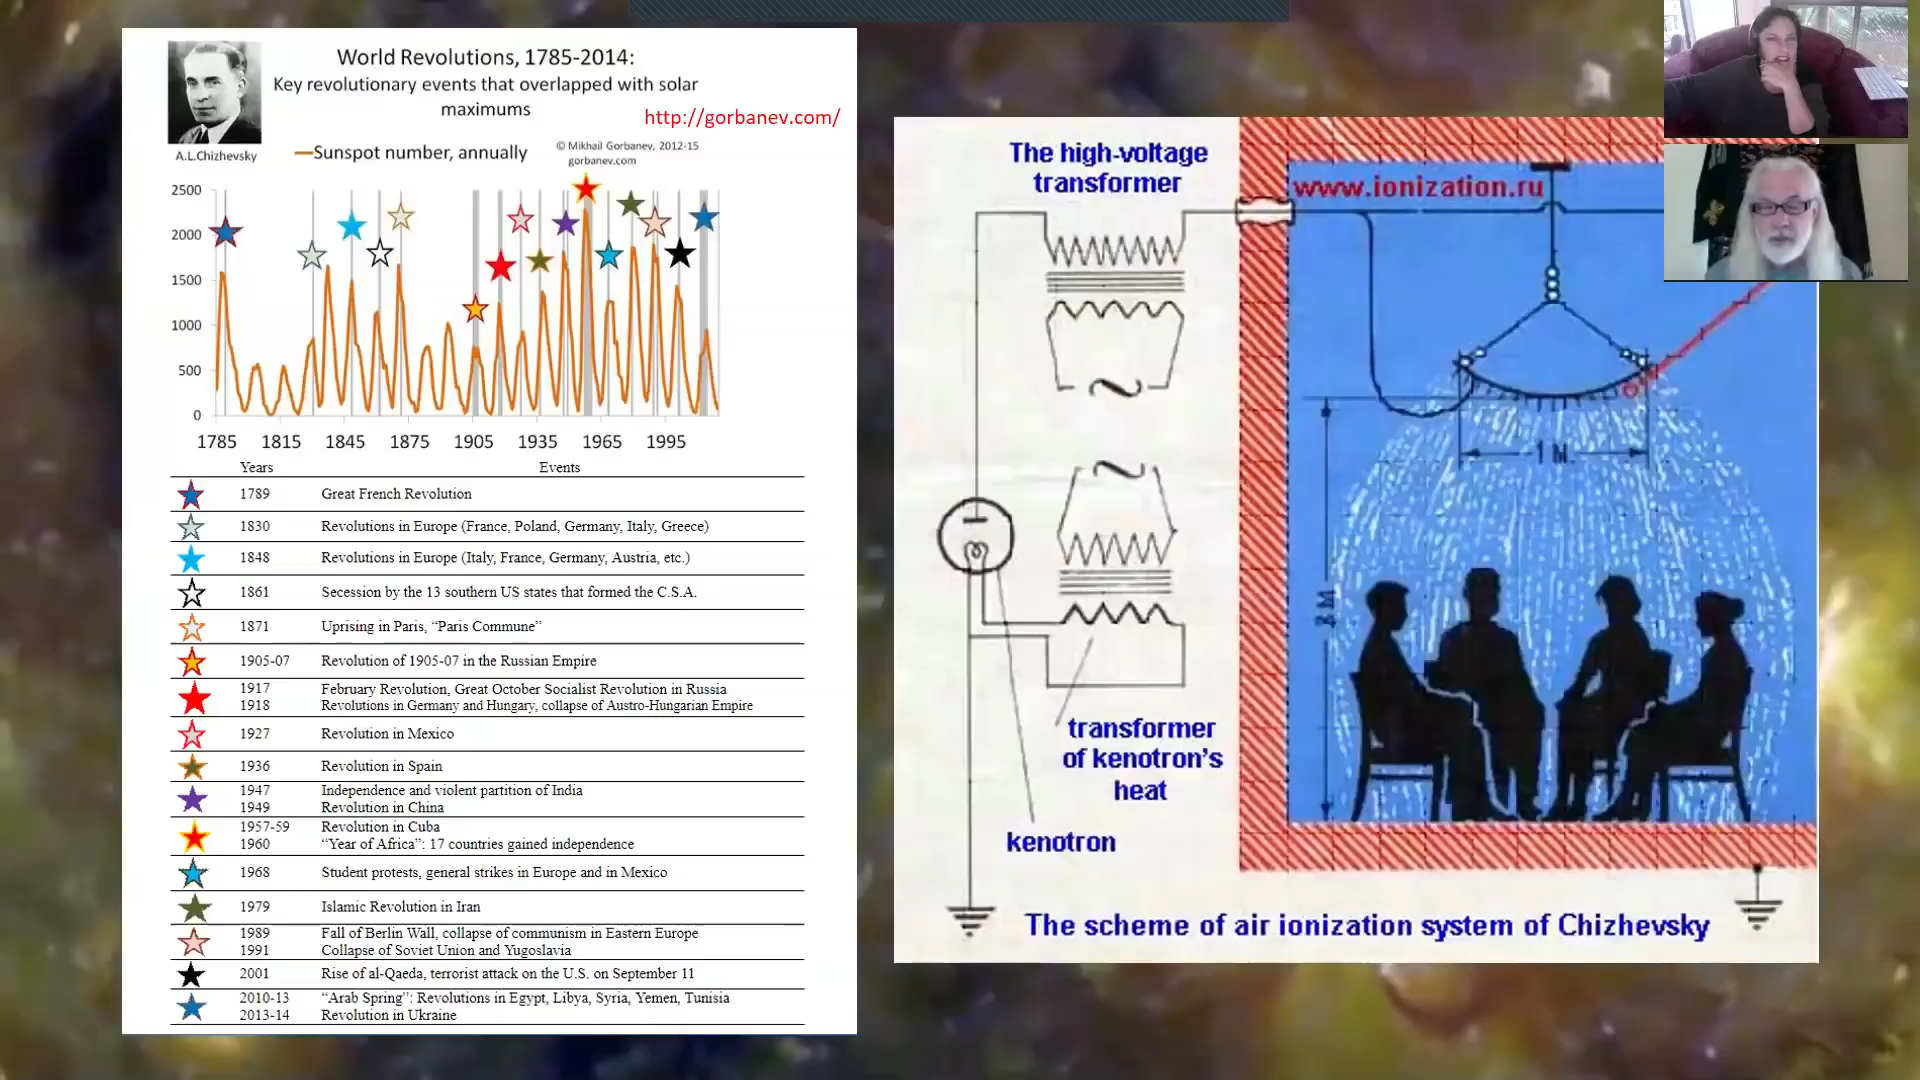 World Revolutions, 1785-2014:
Key revolutionary events that overlapped with solar
maximums
http://gorbanev.com/
A.L.Chizhevsky
Sunspot number, annually
© Mikhail Gorbanev, 2012-15
gorbanev.com
2500
2000
1500
1000
500
0
1785 1815 1845 1875 1905 1935 1965 1995
Years Events
1789 Great French Revolution
1830 Revolutions in Europe (France, Poland, Germany, Italy, Greece)
1848 Revolutions in Europe (Italy, France, Germany, Austria, etc.)
1861 Secession by the 13 southern US states that formed the C.S.A.
1871 Uprising in Paris, “Paris Commune”
1905-07 Revolution of 1905-07 in the Russian Empire
1917 February Revolution, Great October Socialist Revolution in Russia
1918 Revolutions in Germany and Hungary, collapse of Austro-Hungarian Empire
1927 Revolution in Mexico
1936 Revolution in Spain
1947 Independence and violent partition of India
1949 Revolution in China
1957-59 Revolution in Cuba
1960 “Year of Africa”: 17 countries gained independence
1968 Student protests, general strikes in Europe and in Mexico
1979 Islamic Revolution in Iran
1989 Fall of Berlin Wall, collapse of communism in Eastern Europe
1991 Collapse of Soviet Union and Yugoslavia
2001 Rise of al-Qaeda, terrorist attack on the U.S. on September 11
2010-13 “Arab Spring”: Revolutions in Egypt, Libya, Syria, Yemen, Tunisia
2013-14 Revolution in Ukraine
The high-voltage
transformer
www.ionization.ru
1 M.
3 M
transformer
of kenotron's
heat
kenotron
The scheme of air ionization system of Chizhevsky